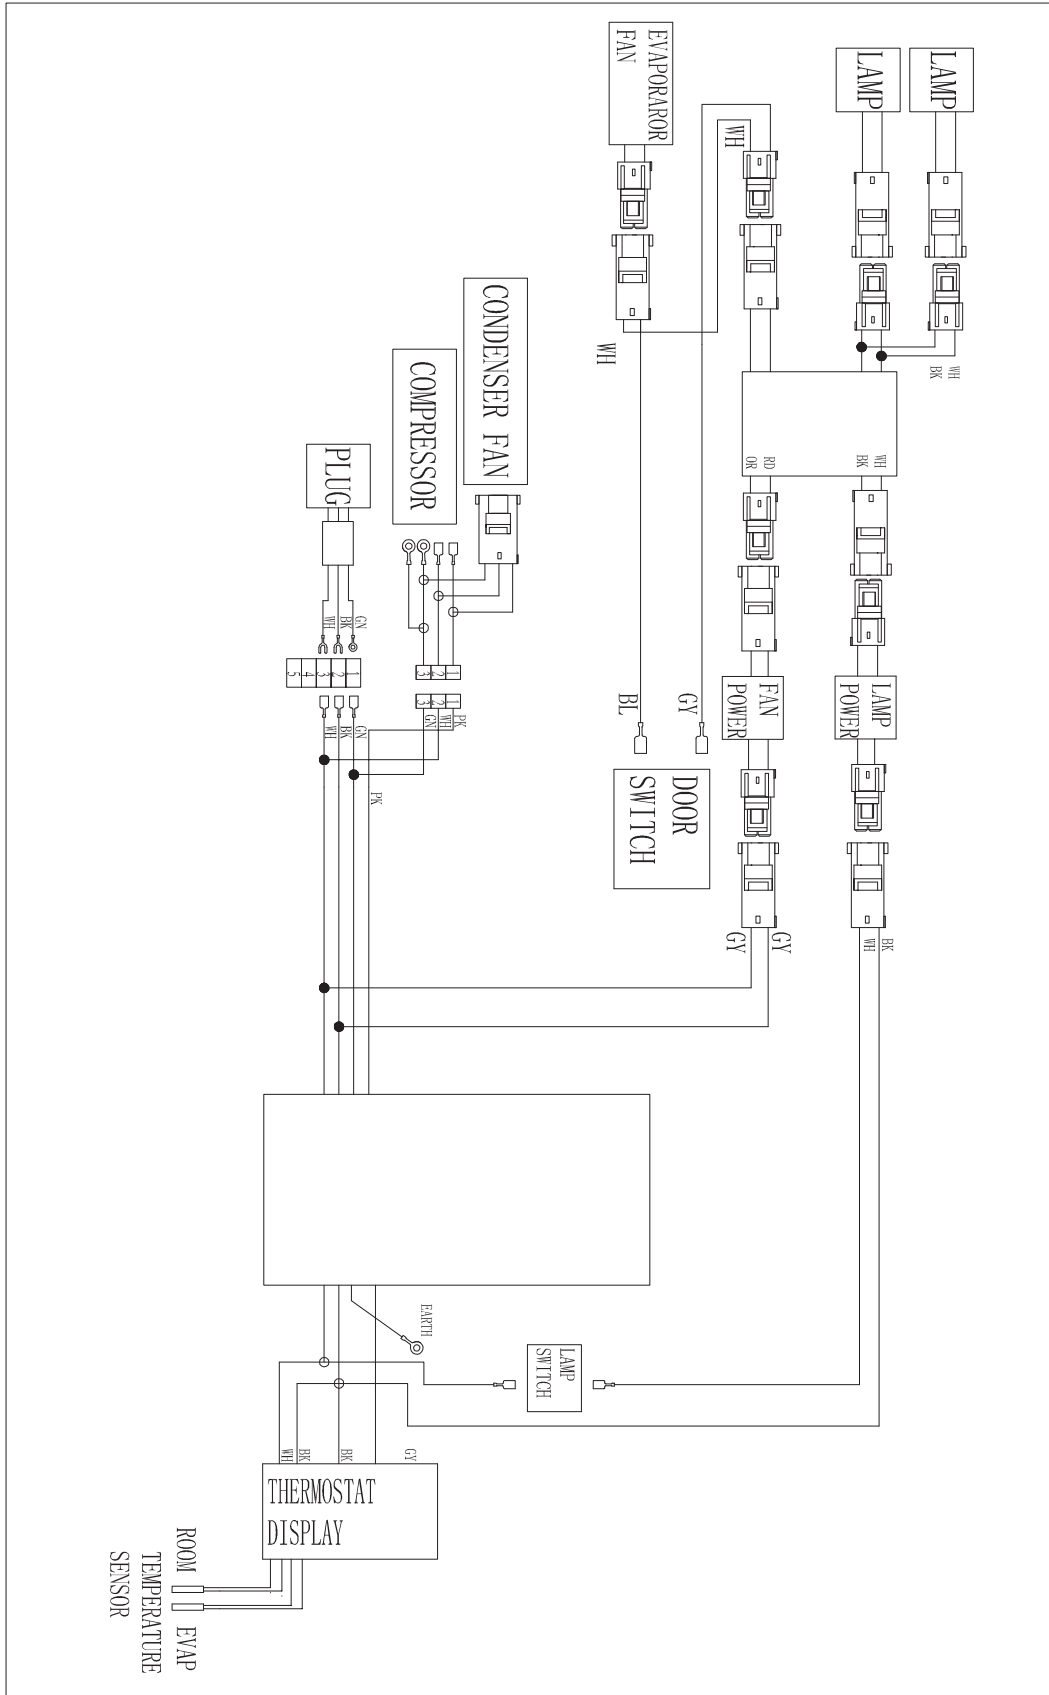 EVAPORAROR
FAN
LAMP
LAMP
WH
WH
CONDENSER FAN
COMPRESSOR
PLUG
WH
BK
OR
RD
BK
WH
WH
BK
GN
5
4
3
2
1
3
2
1
3
2
1
GN
WH
PK
WH
BK
GN
PK
BL
GY
DOOR
SWITCH
FAN
POWER
LAMP
POWER
GY
GY
WH
BK
EARTH
LAMP
SWITCH
WH
BK
BK
GY
THERMOSTAT
DISPLAY
ROOM
EVAP
TEMPERATURE
SENSOR